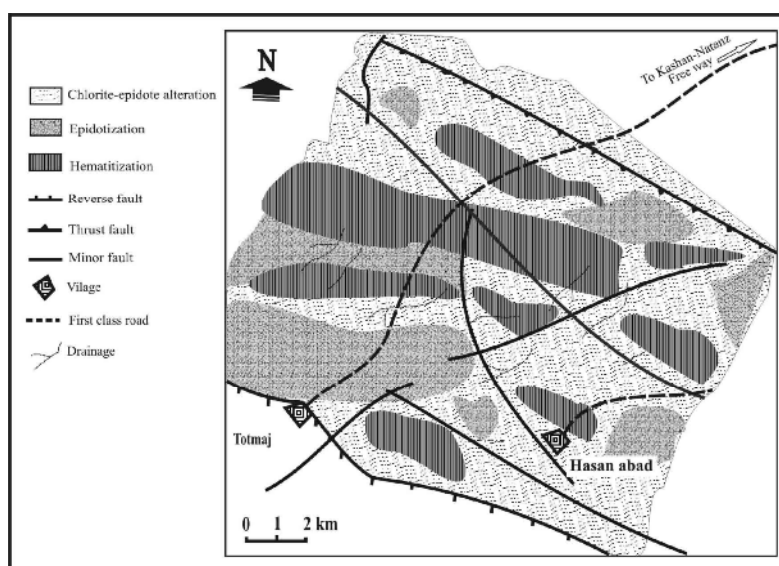 Chlorite-epidote alteration
Epidotization
Hematitization
Reverse fault
Thrust fault
Minor fault
Vilage
First class road
Drainage
N
To Kashan-Natanz
Free way
Totmaj
Hasan abad
0 1 2 km